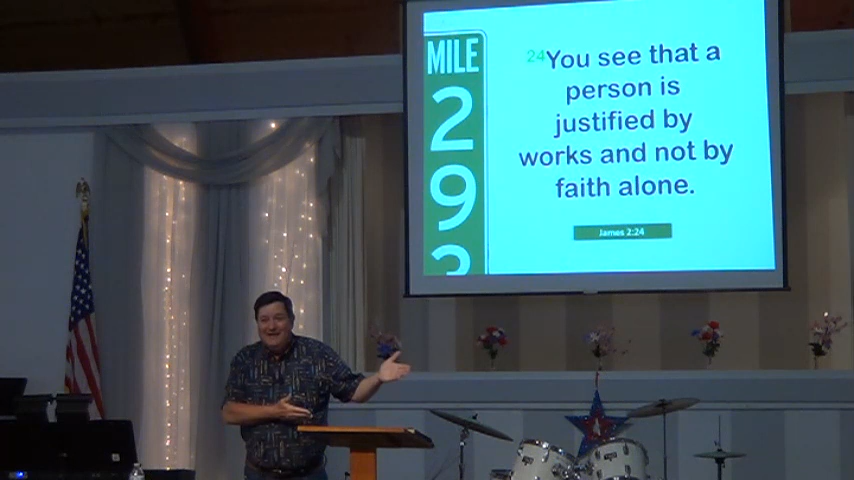 MILE
2
9
24You see that a
person is
justified by
works and not by
faith alone.
James 2:24